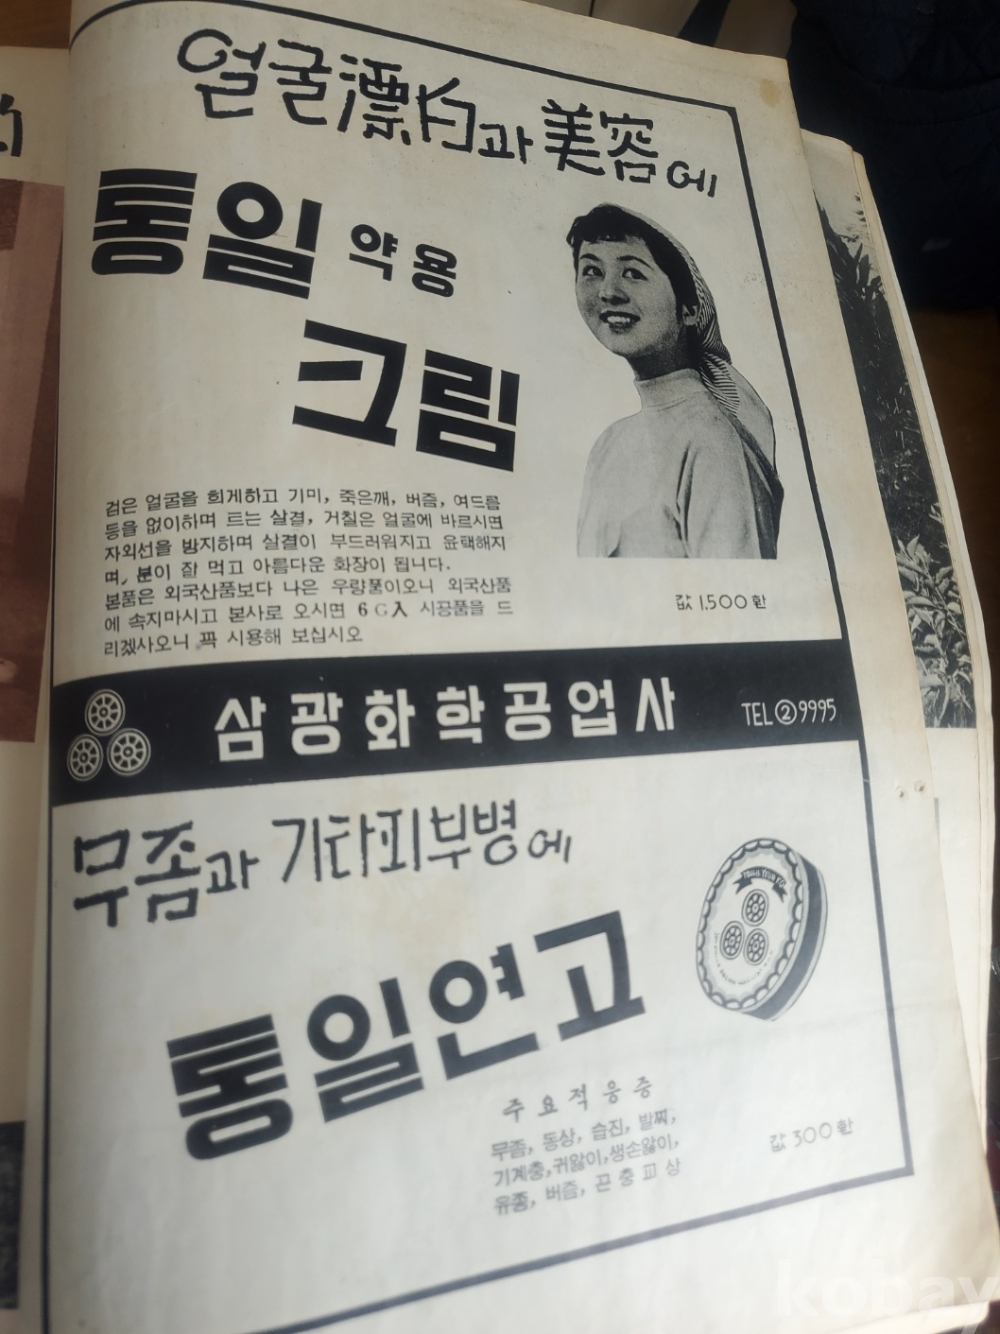 얼굴漂白과 美容에
통일 약용
크림
검은 얼굴을 희게하고 기미, 죽은깨, 버즘, 여드름
등을 없이하며 트는 살결, 거칠은 얼굴에 바르시면
자외선을 방지하며 살결이 부드러워지고 윤택해지
며, 분이 잘 먹고 아름다운 화장이 됩니다.
본품은 외국산품보다 나은 우량품이오니 외국산품
에 속지마시고 본사로 오시면 6G入 시공품을 드
리겠사오니 꼭 시용해 보십시오
값 1,500 환
삼광화학공업사
TEL ② 9995
무좀과 기타피부병에
통일연고
주요적응증
무좀, 동상, 습진, 발찌,
기계충, 귀앓이, 생손앓이,
유종, 버즘, 끈충피상
값 300 환
kobay